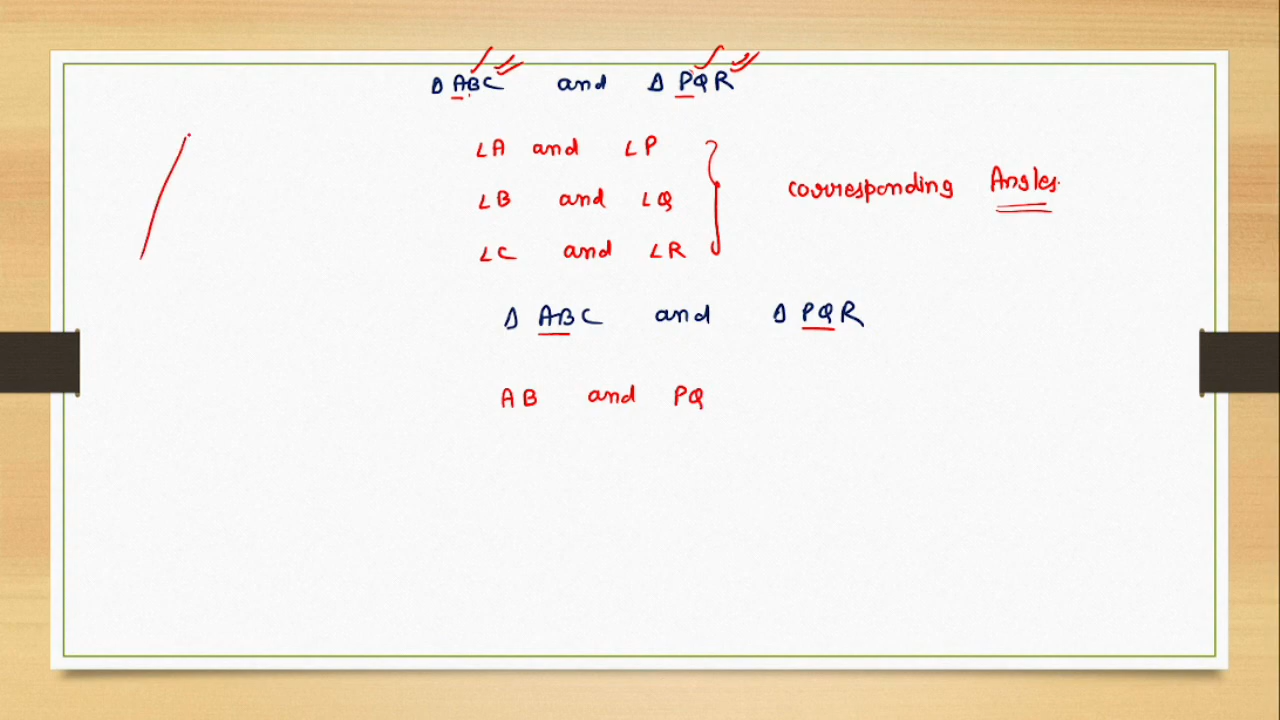 Δ ABC and Δ PQR
∠A and ∠P
∠B and ∠Q
∠C and ∠R
corresponding Angles.
Δ ABC and Δ PQR
AB and PQ